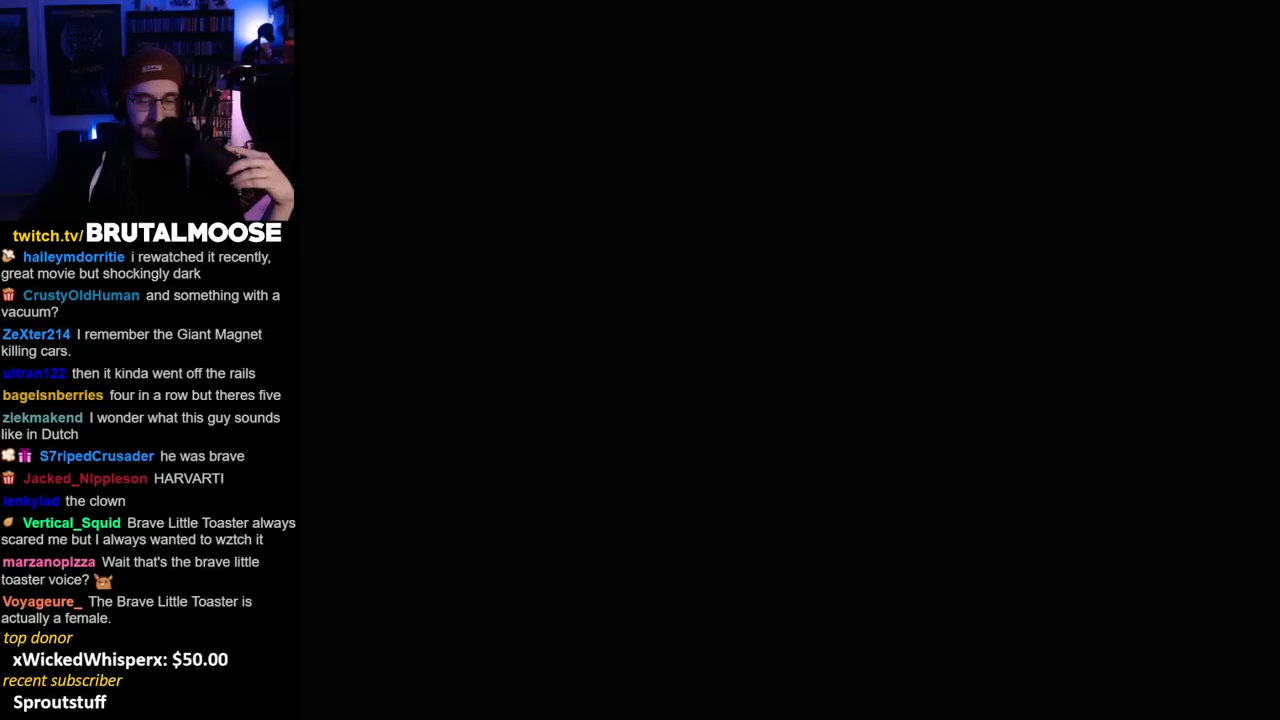 twitch.tv/BRUTALMOOSE
haileymdorritie i rewatched it recently,
great movie but shockingly dark
CrustyOldHuman and something with a
vacuum?
ZeXter214 I remember the Giant Magnet
killing cars.
ultran122 then it kinda went off the rails
bagelsnberries four in a row but theres five
ziekmakend I wonder what this guy sounds
like in Dutch
S7ripedCrusader he was brave
Jacked_Nippleson HARVARTI
lenkylad the clown
Vertical_Squid Brave Little Toaster always
scared me but I always wanted to wztch it
marzanopizza Wait that's the brave little
toaster voice?
Voyageure_ The Brave Little Toaster is
actually a female.
top donor
xWickedWhisperx: $50.00
recent subscriber
Sproutstuff